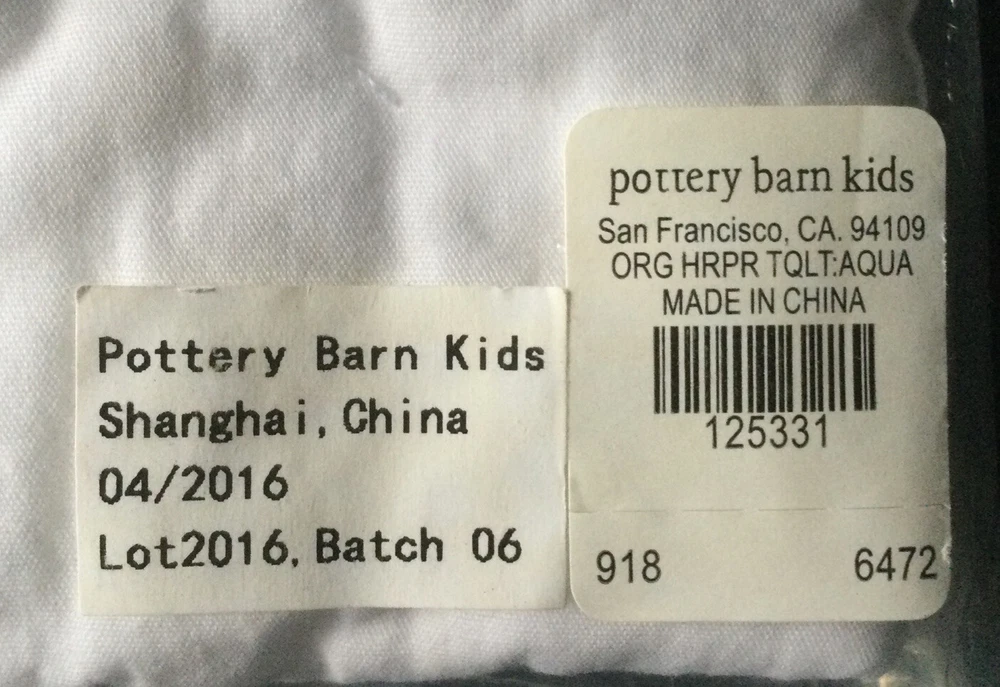 Pottery Barn Kids
Shanghai, China
04/2016
Lot2016, Batch 06
pottery barn kids
San Francisco, CA. 94109
ORG HRPR TQLT:AQUA
MADE IN CHINA
125331
918 6472